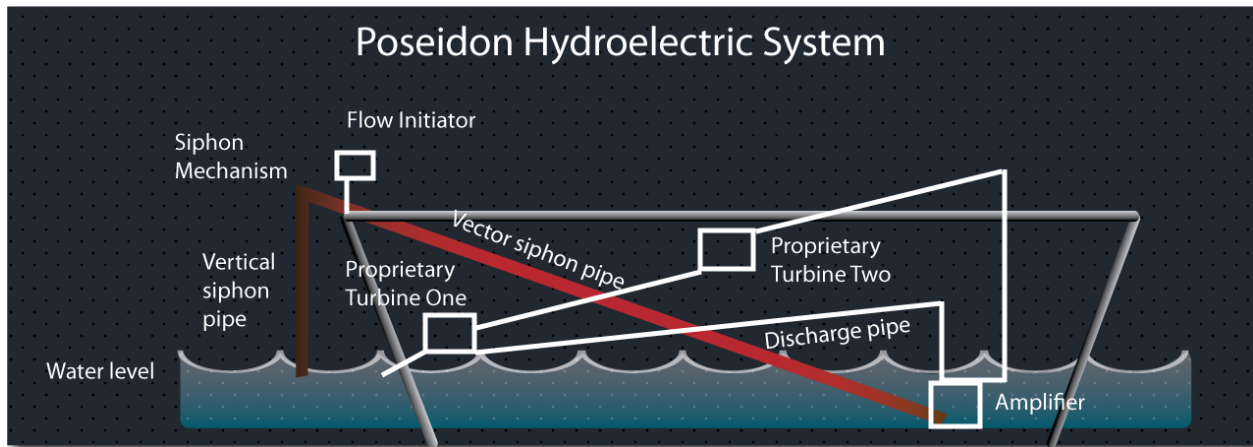 Poseidon Hydroelectric System
Flow Initiator
Siphon
Mechanism
Vector siphon pipe
Vertical
siphon
pipe
Proprietary
Turbine One
Proprietary
Turbine Two
Discharge pipe
Water level
Amplifier